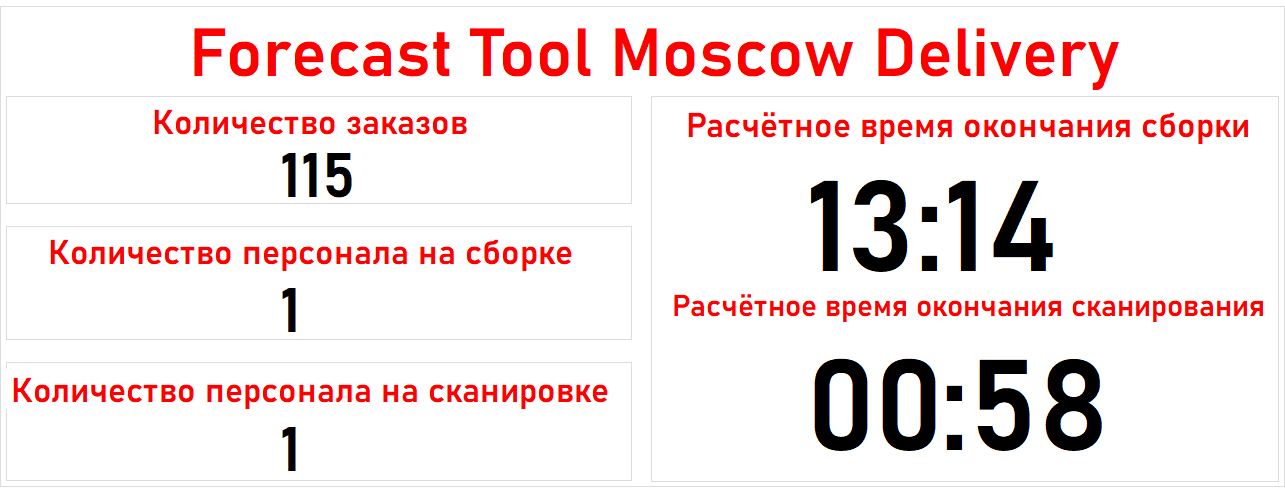 Forecast Tool Moscow Delivery
Количество заказов
115
Количество персонала на сборке
1
Количество персонала на сканировке
1
Расчётное время окончания сборки
13:14
Расчётное время окончания сканирования
00:58